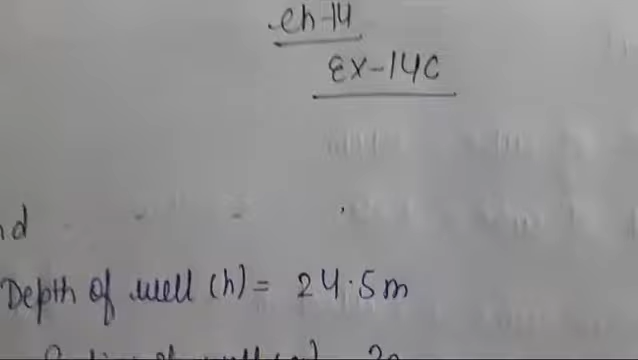 Ch-14
Ex-14C
nd
Depth of well (h) = 24.5m